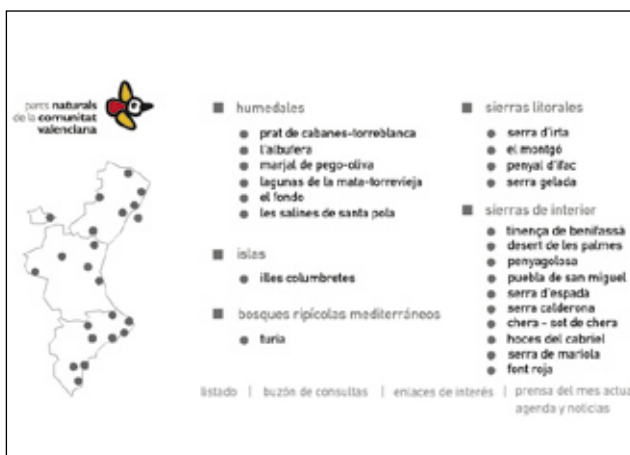 parcs naturals
de la comunitat
valenciana
humedales
prat de cabanes-torreblanca
l'albufera
marjal de pego-oliva
lagunas de la mata-torrevieja
el fondo
les salines de santa pola
islas
illes columbretes
bosques ripícolas mediterráneos
turia
sierras litorales
serra d'irta
el montgó
penyal d'ifac
serra gelada
sierras de interior
tinença de benifassà
desert de les palmes
penyagolosa
puebla de san miguel
serra d'espadà
serra calderona
chera - sot de chera
hoces del cabriel
serra de mariola
font roja
listado | buzón de consultas | enlaces de interés | prensa del mes actua
agenda y noticias